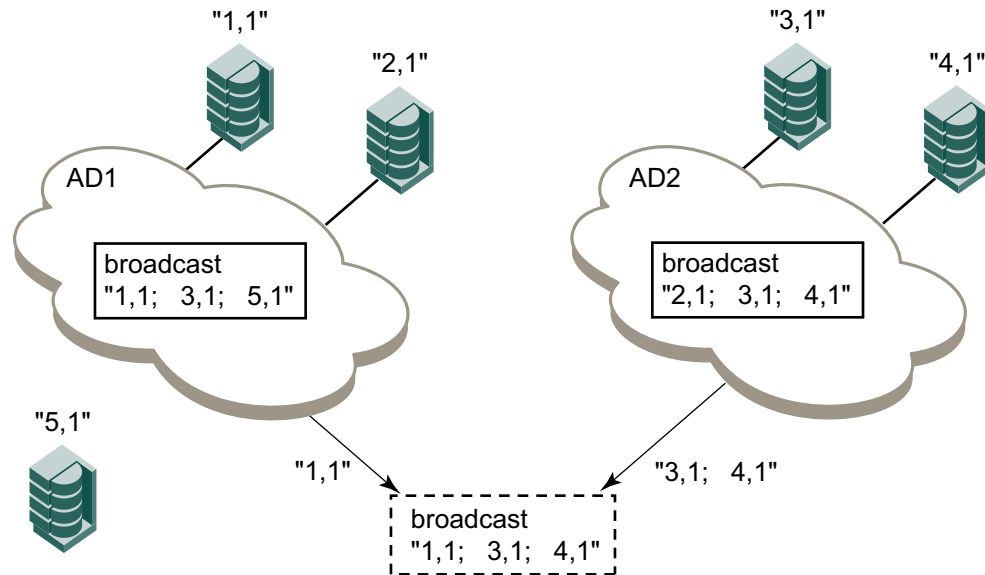 "1,1"
"2,1"
"3,1"
"4,1"
AD1
AD2
broadcast
"1,1; 3,1; 5,1"
broadcast
"2,1; 3,1; 4,1"
"5,1"
"1,1"
"3,1; 4,1"
broadcast
"1,1; 3,1; 4,1"